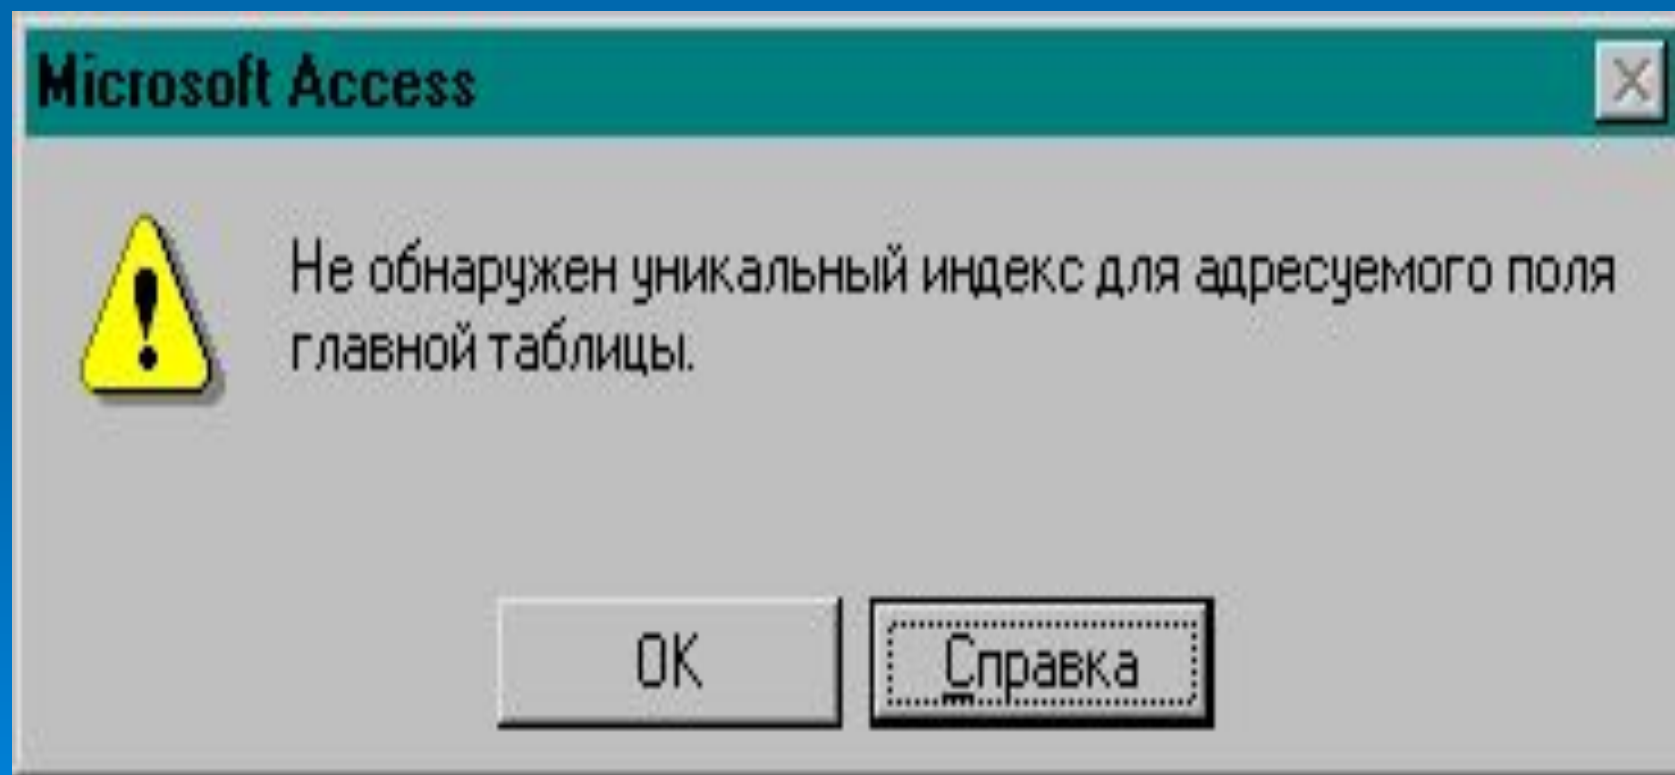 Microsoft Access
Не обнаружен уникальный индекс для адресуемого поля
главной таблицы.
OK
Справка